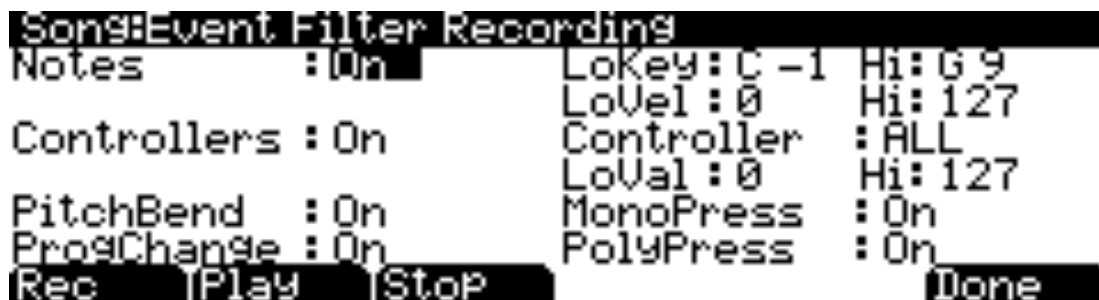 Song:Event Filter Recording
Notes :On LoKey:C -1 Hi:G 9
LoVel:0 Hi:127
Controllers :On Controller :ALL
LoVal:0 Hi:127
PitchBend :On MonoPress :On
ProgChange :On PolyPress :On
Rec Play Stop Done